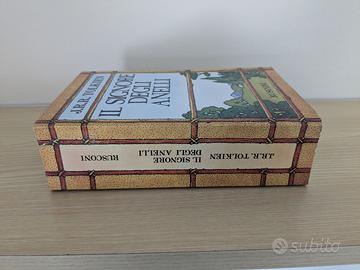 J.R.R. TOLKIEN
IL SIGNORE
DEGLI
ANELLI
RUSCONI
J.R.R. TOLKIEN
IL SIGNORE
DEGLI ANELLI
RUSCONI
subito